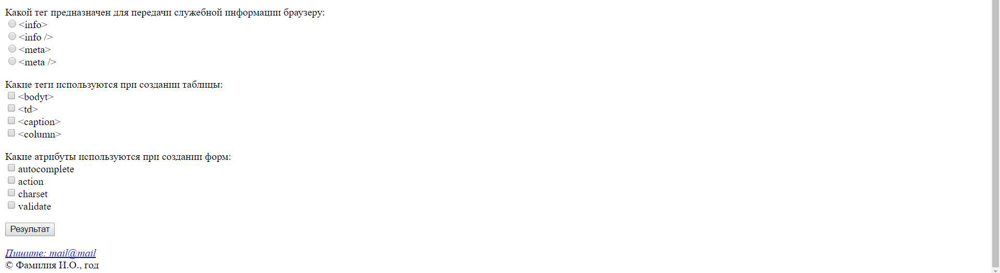 Какой тег предназначен для передачи служебной информации браузеру:
<info>
<info />
<meta>
<meta />
Какие теги используются при создании таблицы:
<bodyt>
<td>
<caption>
<column>
Какие атрибуты используются при создании форм:
autocomplete
action
charset
validate
Результат
Пишите: mail@mail
© Фамилия И.О., год